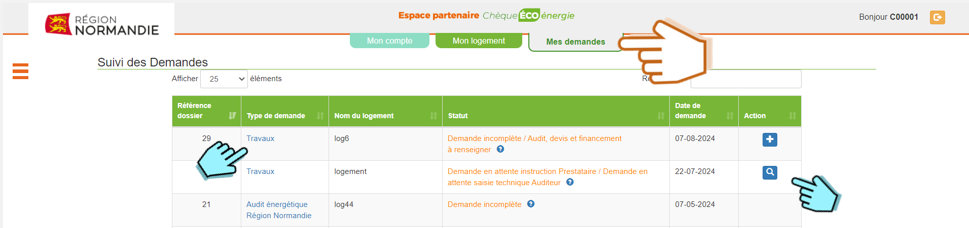 RÉGION
NORMANDIE
Espace partenaire Chèque ÉCO énergie
Bonjour C00001
Mon compte
Mon logement
Mes demandes
Suivi des Demandes
Afficher 25 éléments
Référence dossier
Type de demande
Nom du logement
Statut
Date de demande
Action
29
Travaux
log6
Demande incomplète / Audit, devis et financement
à renseigner
07-08-2024
Travaux
logement
Demande en attente instruction Prestataire / Demande en
attente saisie technique Auditeur
22-07-2024
21
Audit énergétique
Région Normandie
log44
Demande incomplète
07-05-2024